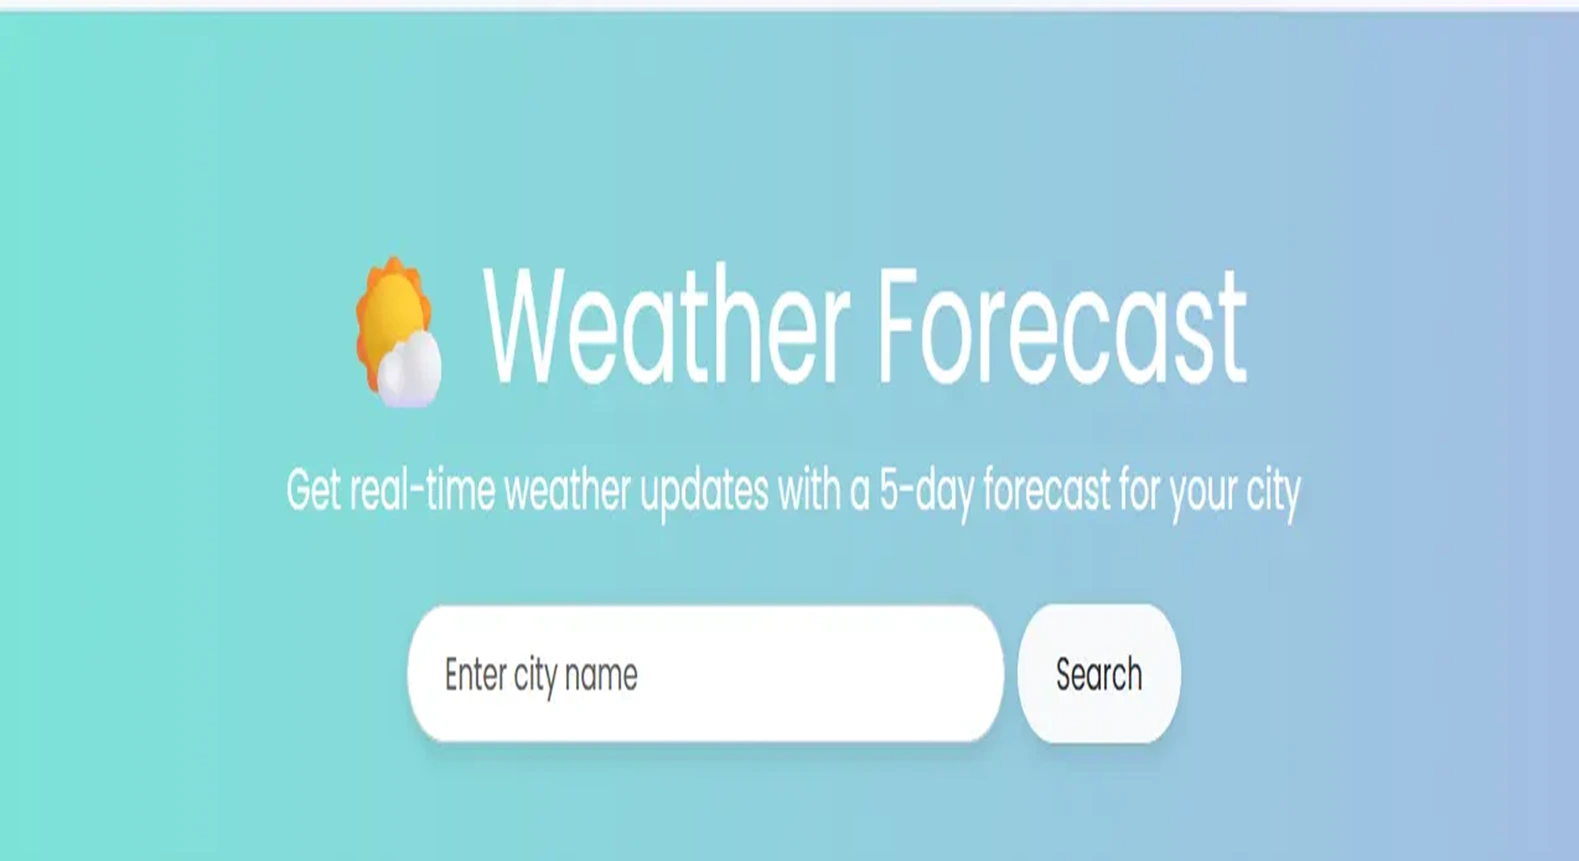 Weather Forecast
Get real-time weather updates with a 5-day forecast for your city
Enter city name
Search